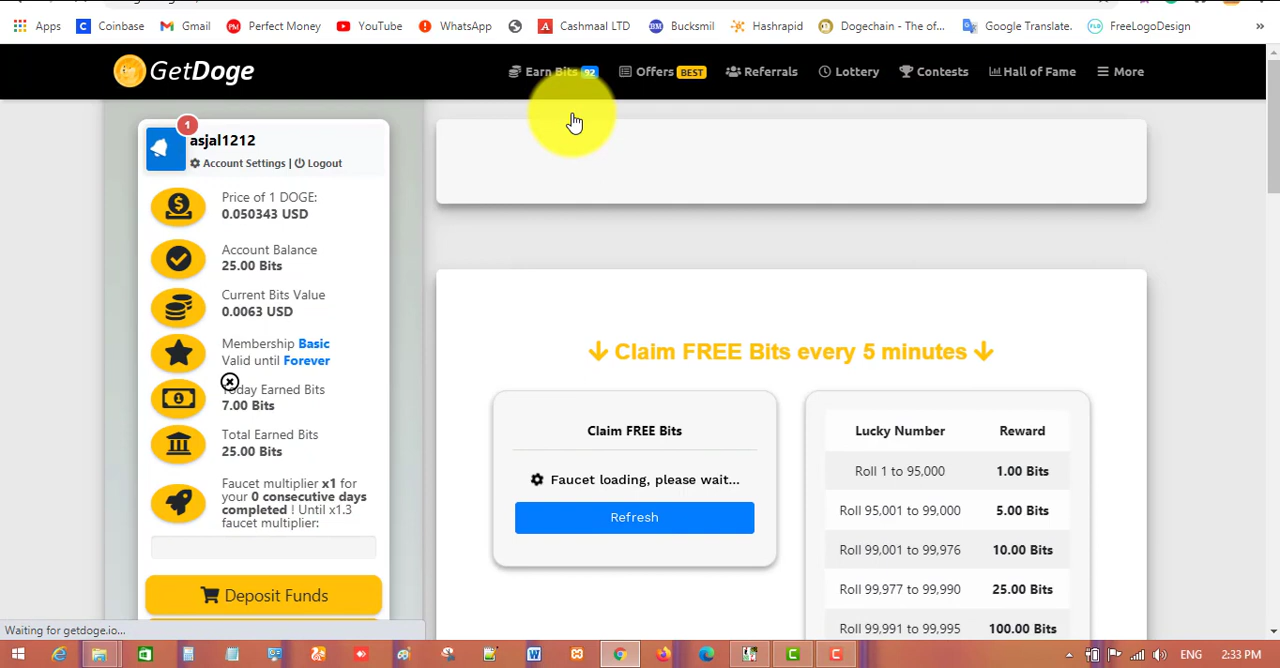 Apps
Coinbase
Gmail
PM Perfect Money
YouTube
WhatsApp
A Cashmaal LTD
BM Bucksmil
Hashrapid
Dogechain - The of...
Google Translate.
FreeLogoDesign
»
GetDoge
Earn Bits 92
Offers BEST
Referrals
Lottery
Contests
Hall of Fame
More
1
asjal1212
Account Settings | Logout
Price of 1 DOGE:
0.050343 USD
Account Balance
25.00 Bits
Current Bits Value
0.0063 USD
Membership Basic
Valid until Forever
Today Earned Bits
7.00 Bits
Total Earned Bits
25.00 Bits
Faucet multiplier x1 for
your 0 consecutive days
completed ! Until x1.3
faucet multiplier:
Deposit Funds
Claim FREE Bits every 5 minutes
Claim FREE Bits
Faucet loading, please wait...
Refresh
Lucky Number Reward
Roll 1 to 95,000 1.00 Bits
Roll 95,001 to 99,000 5.00 Bits
Roll 99,001 to 99,976 10.00 Bits
Roll 99,977 to 99,990 25.00 Bits
Roll 99,991 to 99,995 100.00 Bits
Waiting for getdoge.io...
ENG
2:33 PM